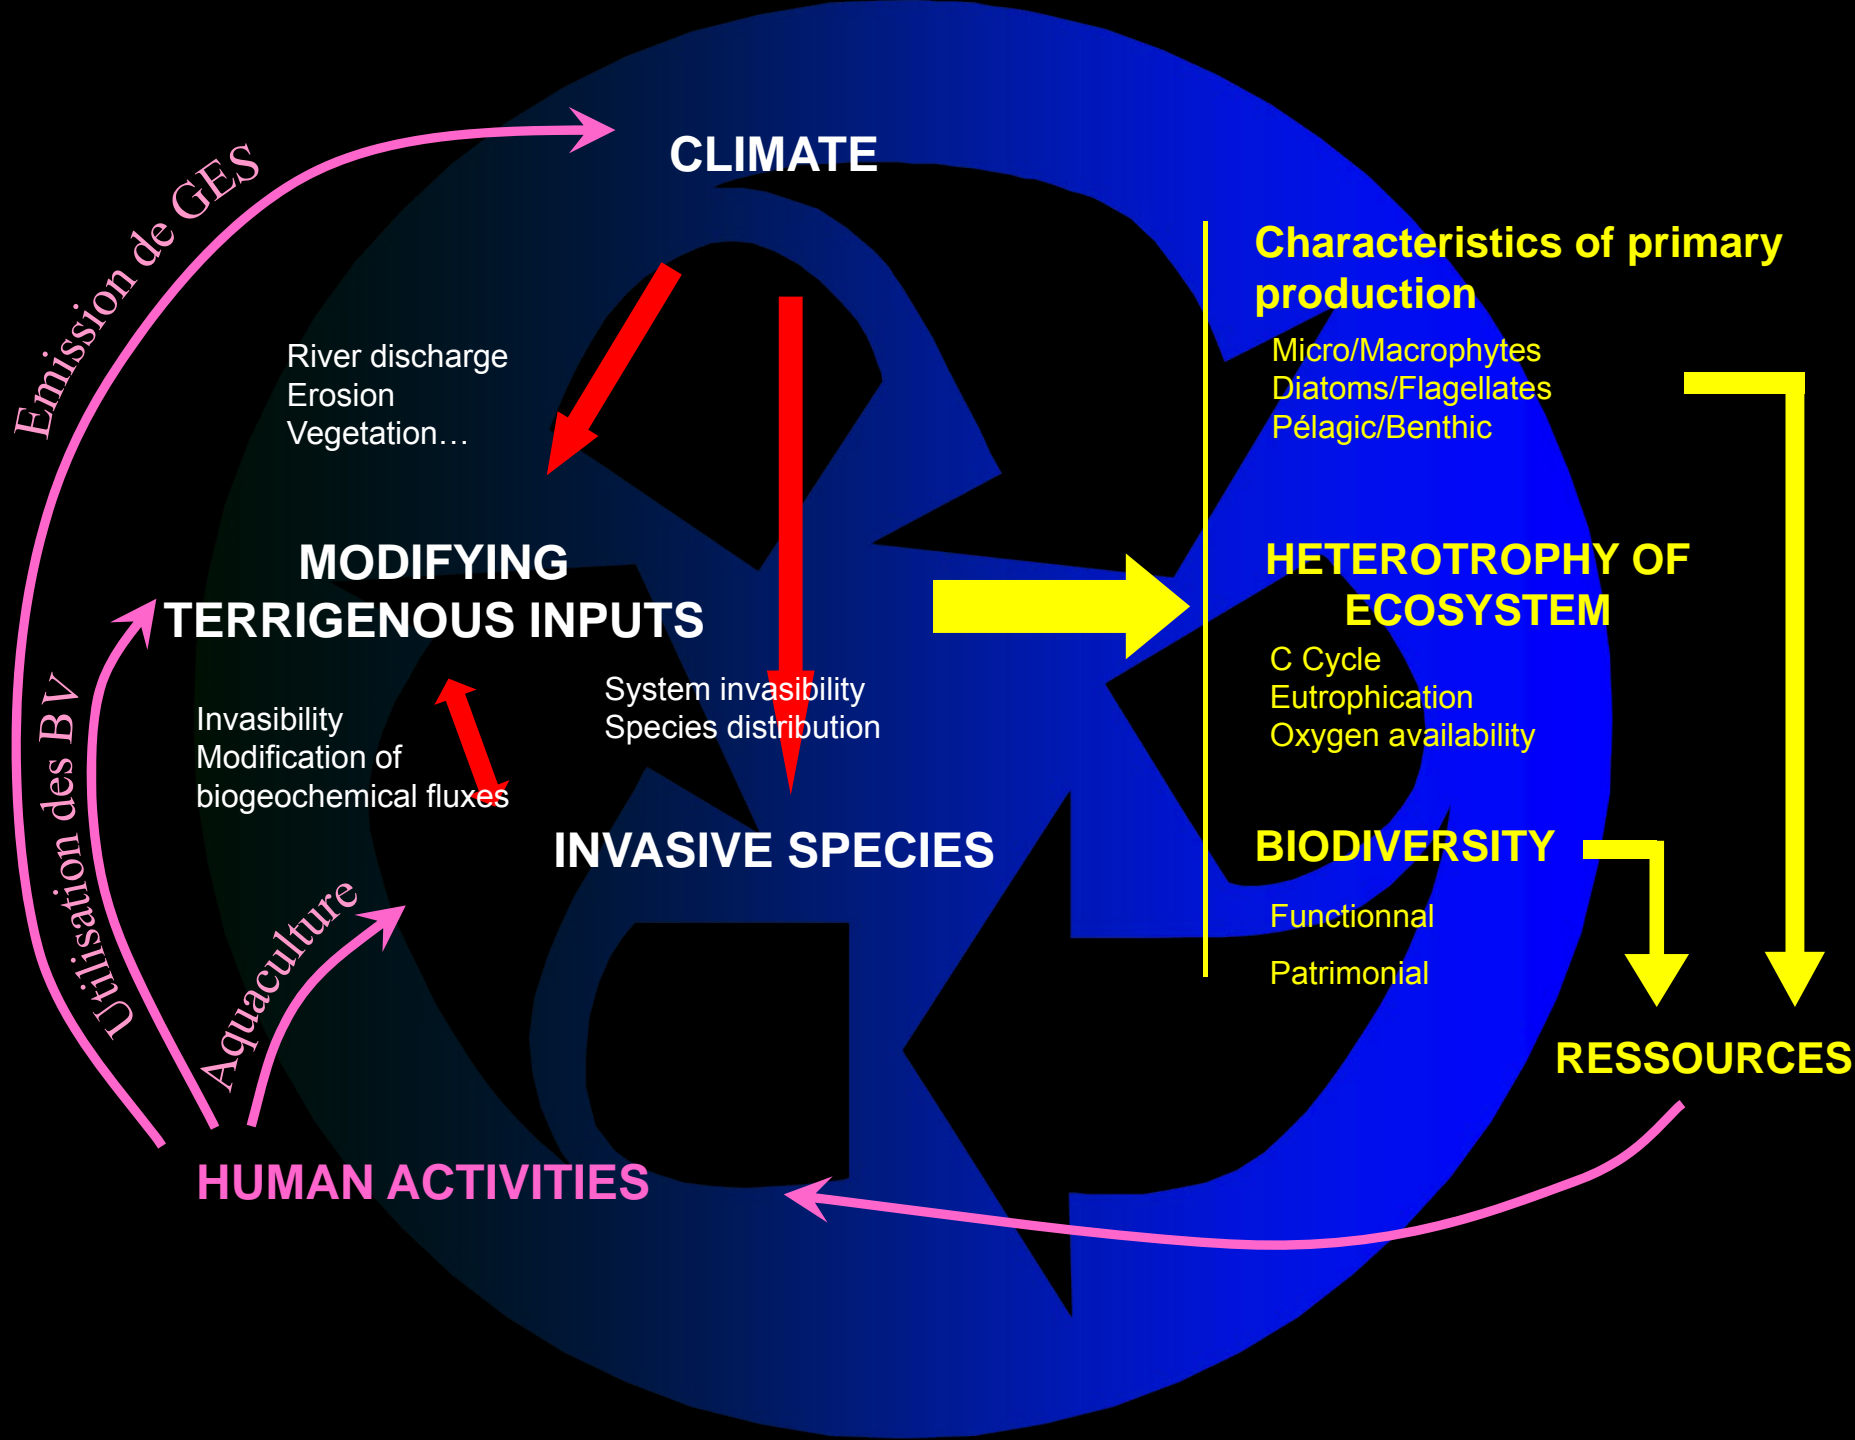 CLIMATE
Emission de GES
Characteristics of primary
production
Micro/Macrophytes
Diatoms/Flagellates
Pélagic/Benthic
River discharge
Erosion
Vegetation…
MODIFYING
TERRIGENOUS INPUTS
HETEROTROPHY OF
ECOSYSTEM
C Cycle
Eutrophication
Oxygen availability
System invasibility
Species distribution
Invasibility
Modification of
biogeochemical fluxes
Utilisation des BV
INVASIVE SPECIES
BIODIVERSITY
Functionnal
Patrimonial
Aquaculture
RESSOURCES
HUMAN ACTIVITIES